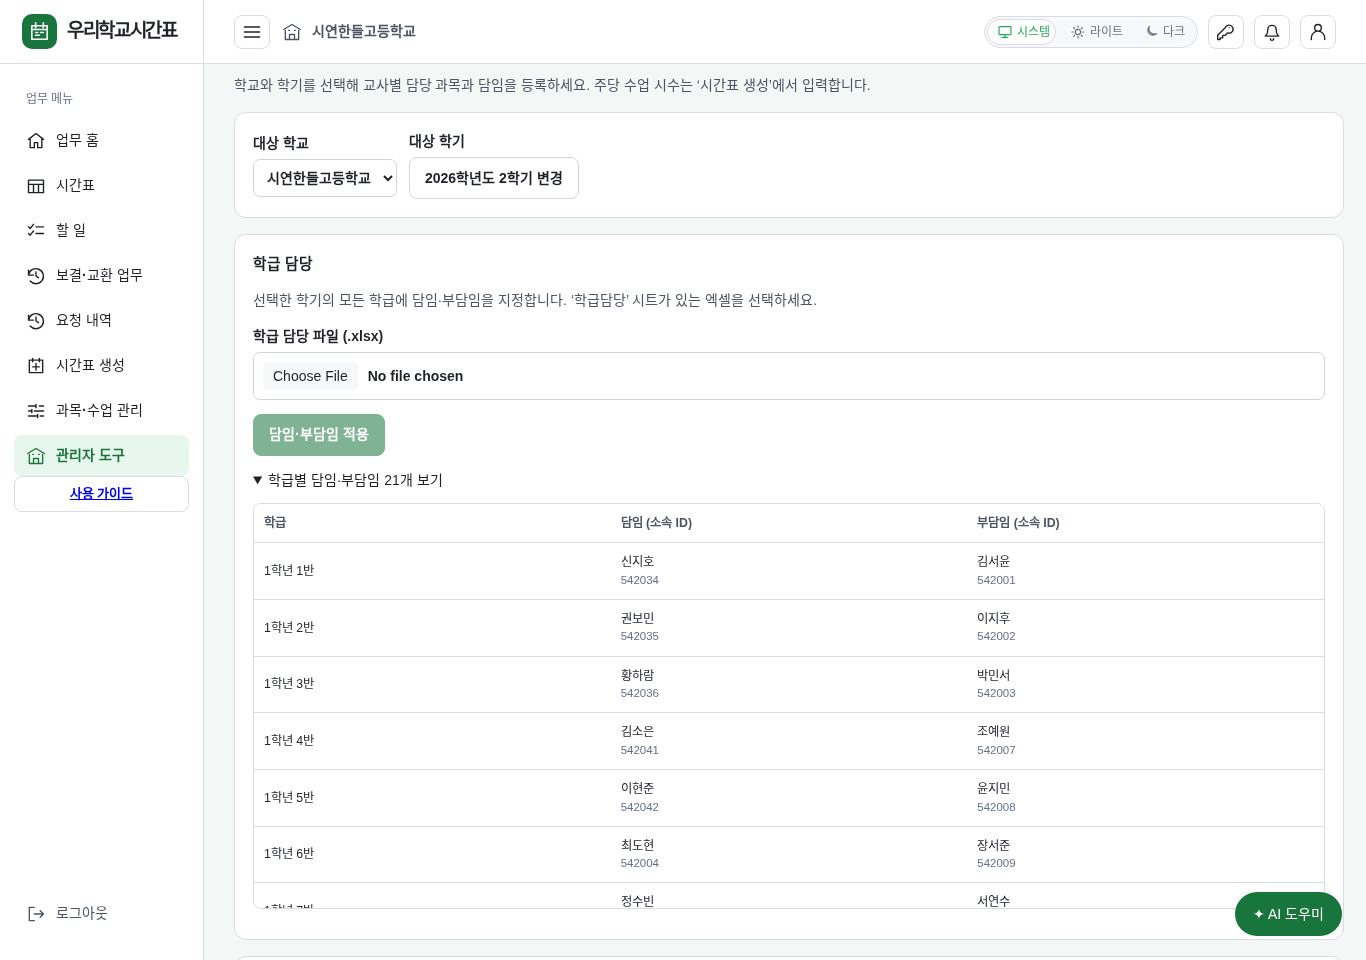 우리학교시간표
시연한들고등학교
시스템
라이트
다크
업무 메뉴
업무 홈
시간표
할 일
보결·교환 업무
요청 내역
시간표 생성
과목·수업 관리
관리자 도구
사용 가이드
로그아웃
학교와 학기를 선택해 교사별 담당 과목과 담임을 등록하세요. 주당 수업 시수는 ‘시간표 생성’에서 입력합니다.
대상 학교
대상 학기
시연한들고등학교
2026학년도 2학기 변경
학급 담당
선택한 학기의 모든 학급에 담임·부담임을 지정합니다. ‘학급담당’ 시트가 있는 엑셀을 선택하세요.
학급 담당 파일 (.xlsx)
Choose File No file chosen
담임·부담임 적용
▼ 학급별 담임·부담임 21개 보기
학급 담임 (소속 ID) 부담임 (소속 ID)
1학년 1반 신지호 김서윤
542034 542001
1학년 2반 권보민 이지후
542035 542002
1학년 3반 황하람 박민서
542036 542003
1학년 4반 김소은 조예원
542041 542007
1학년 5반 이현준 윤지민
542042 542008
1학년 6반 최도현 장서준
542004 542009
정수빈 서연수
✦ AI 도우미